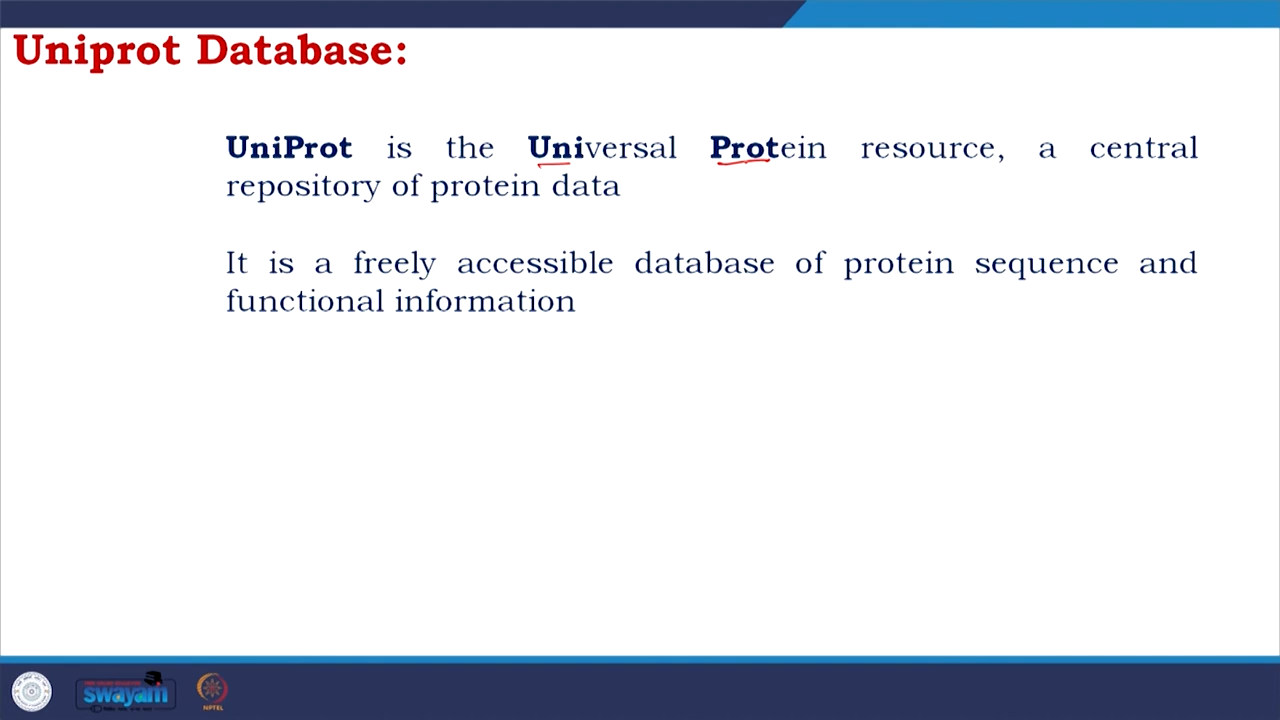 Uniprot Database:
UniProt is the Universal Protein resource, a central
repository of protein data
It is a freely accessible database of protein sequence and
functional information
swayam
NPTEL